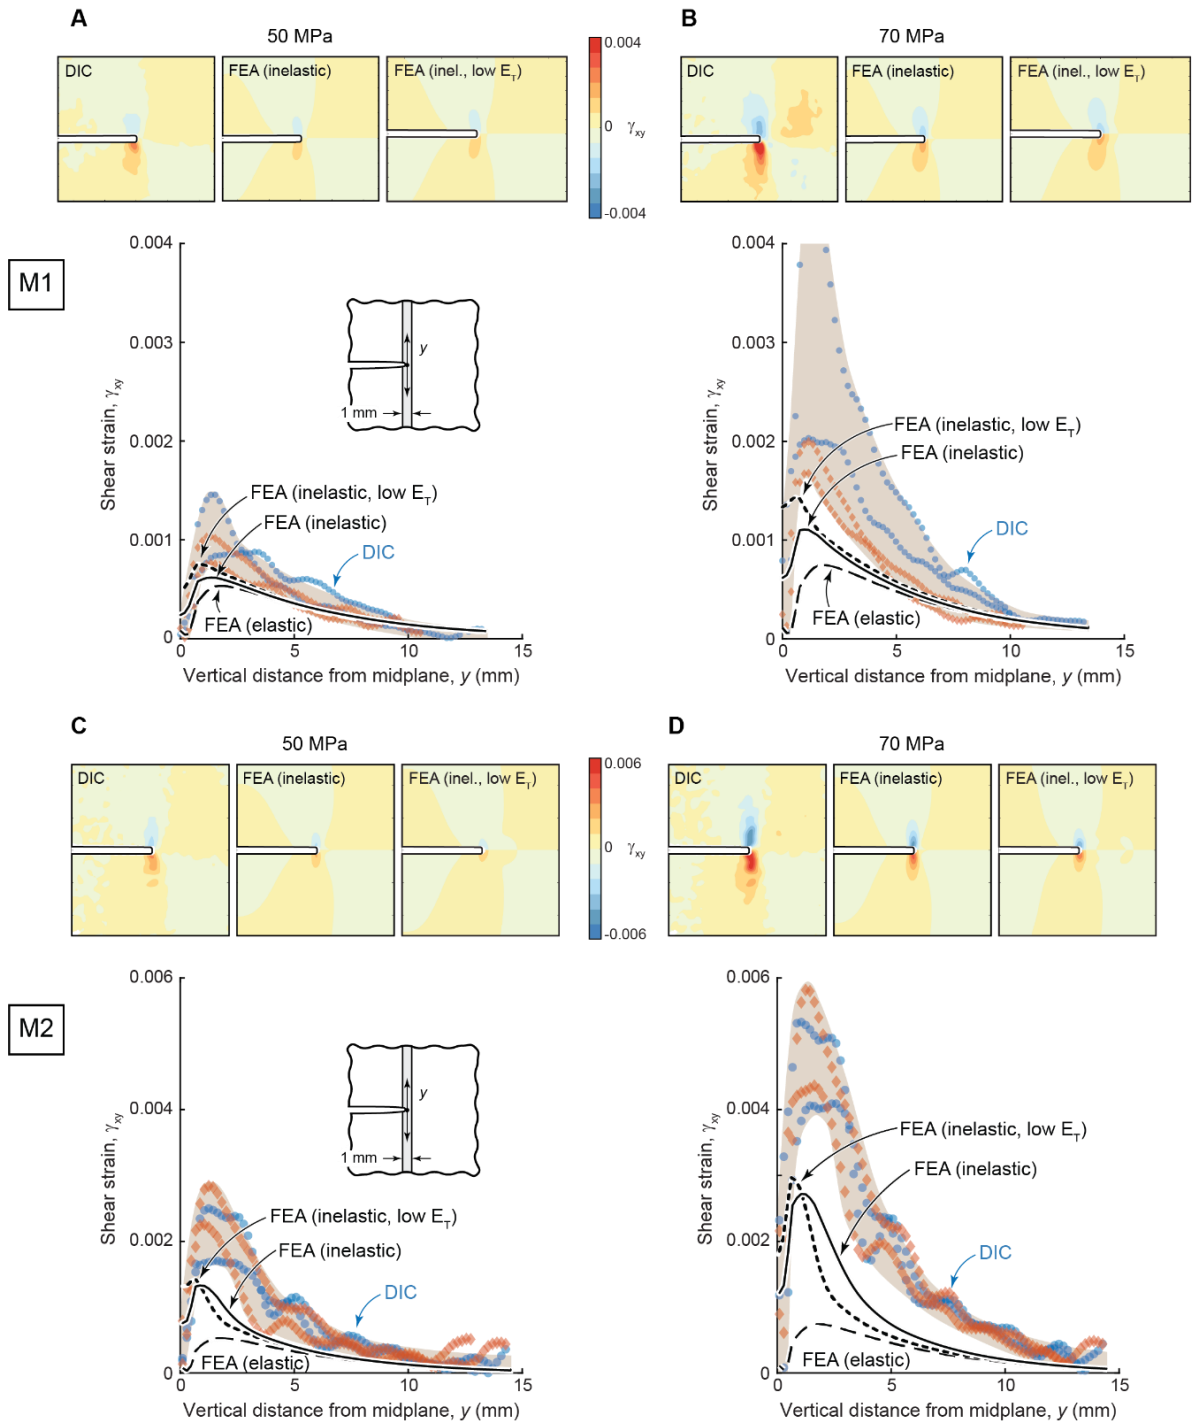 A
50 MPa
DIC
FEA (inelastic)
FEA (inel., low E_T)
0.004
0 γ_xy
-0.004
B
70 MPa
DIC
FEA (inelastic)
FEA (inel., low E_T)
M1
0.004
0.003
0.002
0.001
0
Shear strain, γ_xy
y
1 mm
FEA (inelastic, low E_T)
FEA (inelastic)
DIC
FEA (elastic)
0 5 10 15
Vertical distance from midplane, y (mm)
0.004
0.003
0.002
0.001
0
Shear strain, γ_xy
FEA (inelastic, low E_T)
FEA (inelastic)
DIC
FEA (elastic)
0 5 10 15
Vertical distance from midplane, y (mm)
C
50 MPa
DIC
FEA (inelastic)
FEA (inel., low E_T)
0.006
0 γ_xy
-0.006
D
70 MPa
DIC
FEA (inelastic)
FEA (inel., low E_T)
M2
0.006
0.004
0.002
0
Shear strain, γ_xy
y
1 mm
FEA (inelastic, low E_T)
FEA (inelastic)
DIC
FEA (elastic)
0 5 10 15
Vertical distance from midplane, y (mm)
0.006
0.004
0.002
0
Shear strain, γ_xy
FEA (inelastic, low E_T)
FEA (inelastic)
DIC
FEA (elastic)
0 5 10 15
Vertical distance from midplane, y (mm)